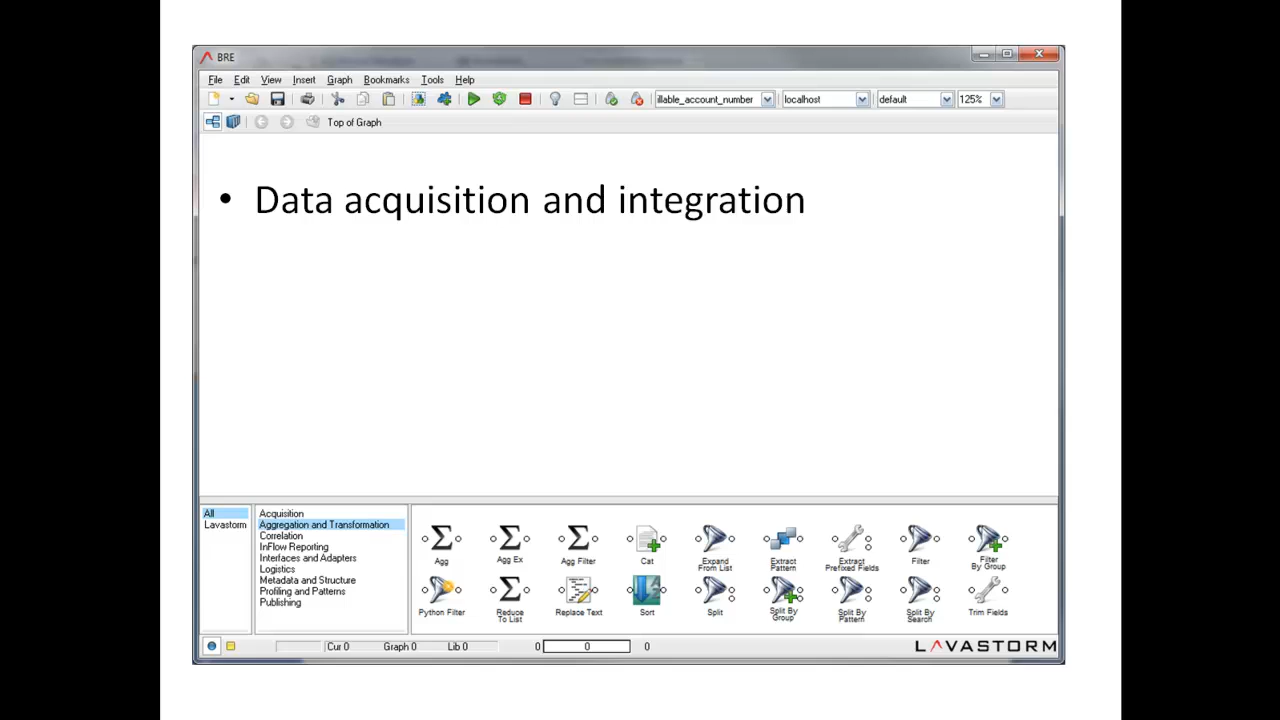 BRE
File Edit View Insert Graph Bookmarks Tools Help
illable_account_number localhost default 125%
Top of Graph
• Data acquisition and integration
All
Lavastorm
Acquisition
Aggregation and Transformation
Correlation
InFlow Reporting
Interfaces and Adapters
Logistics
Metadata and Structure
Profiling and Patterns
Publishing
Agg
Agg Ex
Agg Filter
Cat
Expand
From List
Extract
Pattern
Extract
Prefixed Fields
Filter
Filter
By Group
Python Filter
Reduce
To List
Replace Text
Sort
Split
Split By
Group
Split By
Pattern
Split By
Search
Trim Fields
Cur 0 Graph 0 Lib 0 0 0 0
LAVASTORM